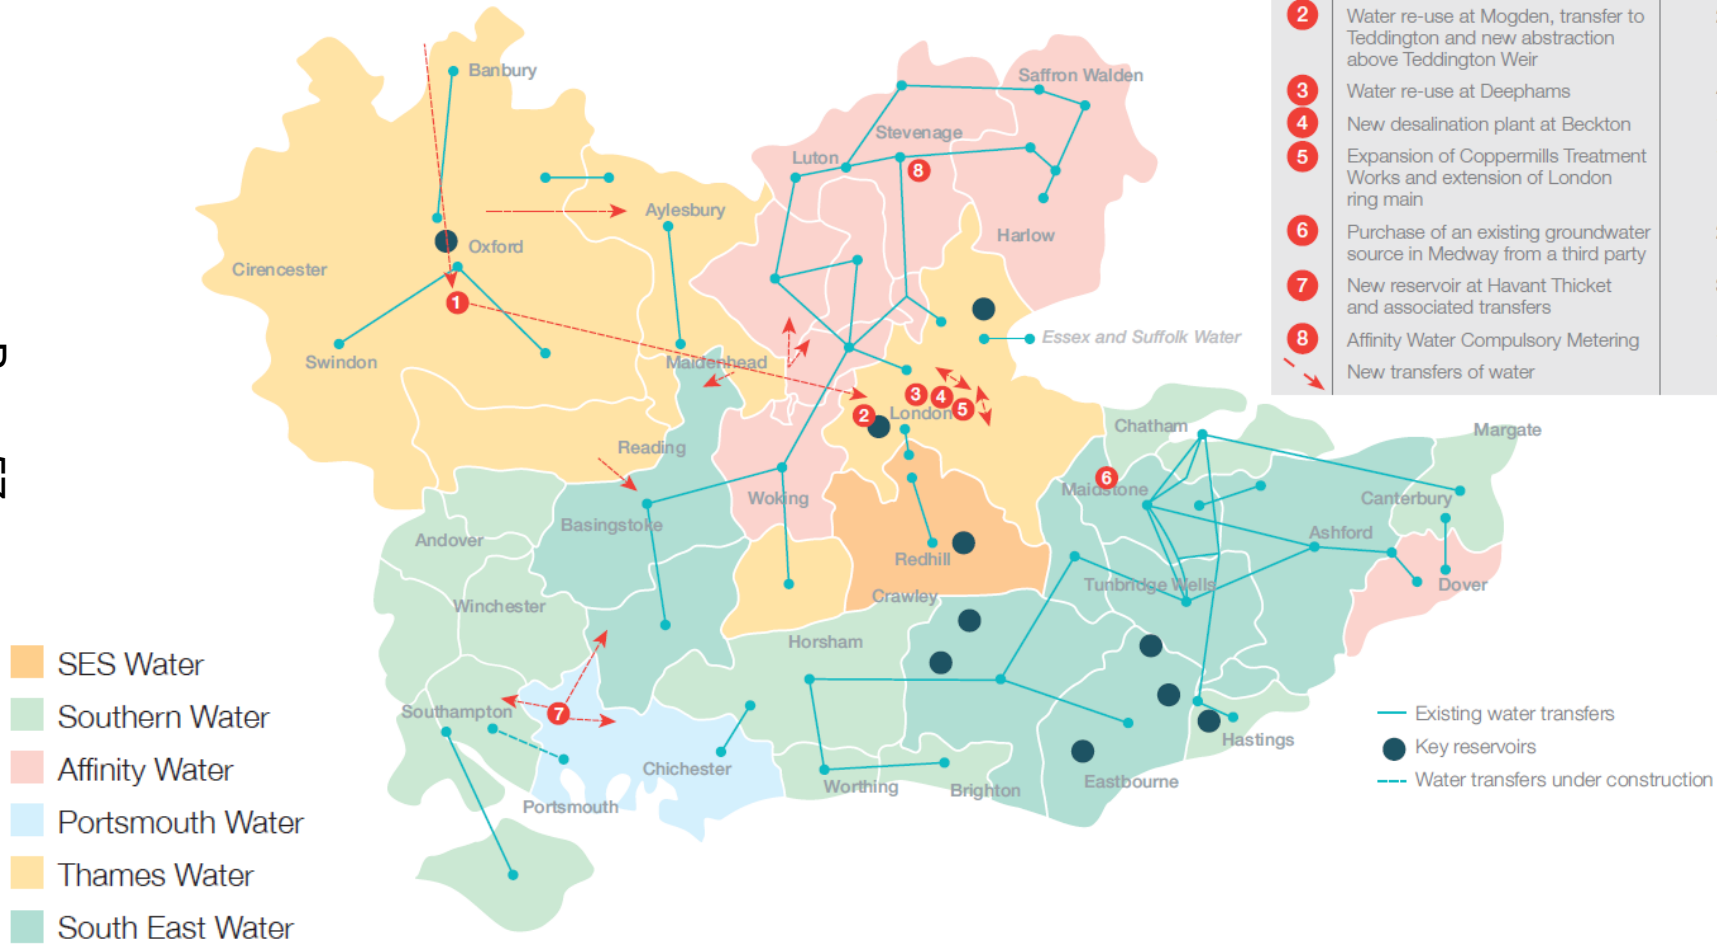 2 Water re-use at Mogden, transfer to
Teddington and new abstraction
above Teddington Weir
3 Water re-use at Deephams
4 New desalination plant at Beckton
5 Expansion of Coppermills Treatment
Works and extension of London
ring main
6 Purchase of an existing groundwater
source in Medway from a third party
7 New reservoir at Havant Thicket
and associated transfers
8 Affinity Water Compulsory Metering
New transfers of water
Banbury
Saffron Walden
Stevenage
Luton
8
Aylesbury
Harlow
Oxford
Cirencester
1
Essex and Suffolk Water
Swindon
Maidenhead
3 4 5
2 London
Chatham
Margate
Reading
6
Maidstone
Woking
Canterbury
Basingstoke
Andover
Ashford
Redhill
Tunbridge Wells
Dover
Crawley
Winchester
Horsham
Southampton
7
Hastings
Chichester
Eastbourne
Worthing
Brighton
Portsmouth
SES Water
Southern Water
Affinity Water
Portsmouth Water
Thames Water
South East Water
Existing water transfers
Key reservoirs
Water transfers under construction